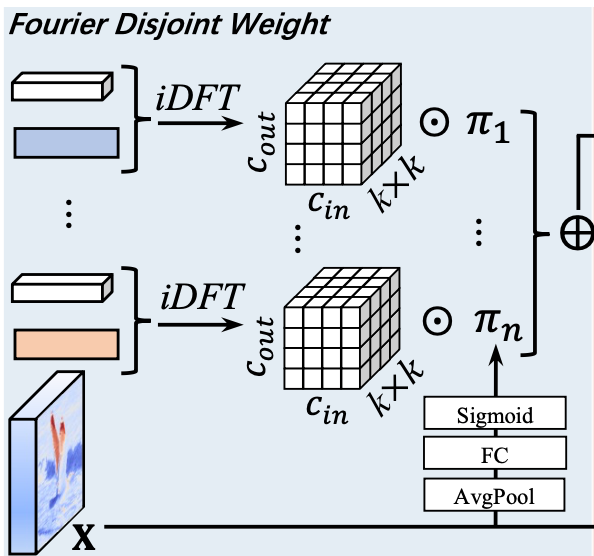 Fourier Disjoint Weight
iDFT
c_out
c_in
k×k
⊙ π_1
⋮
⋮
⋮
iDFT
c_out
c_in
k×k
⊙ π_n
⊕
Sigmoid
FC
AvgPool
X